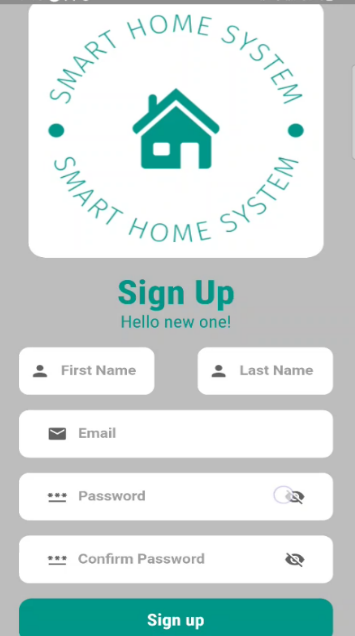 SMART HOME SYSTEM
SMART HOME SYSTEM
Sign Up
Hello new one!
First Name
Last Name
Email
Password
Confirm Password
Sign up